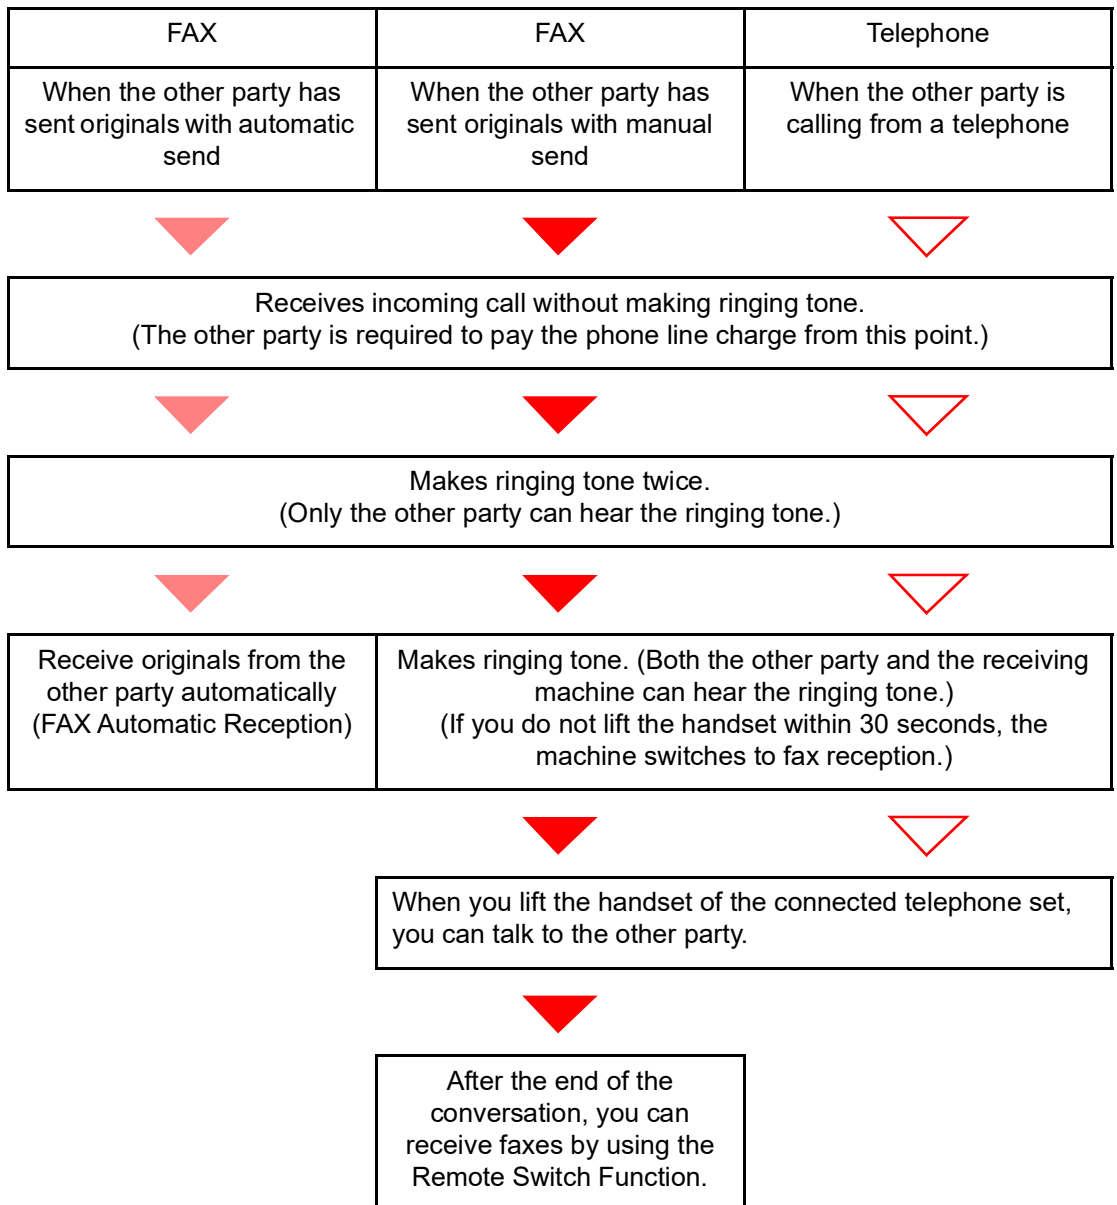 FAX
FAX
Telephone
When the other party has
sent originals with automatic
send
When the other party has
sent originals with manual
send
When the other party is
calling from a telephone
Receives incoming call without making ringing tone.
(The other party is required to pay the phone line charge from this point.)
Makes ringing tone twice.
(Only the other party can hear the ringing tone.)
Receive originals from the
other party automatically
(FAX Automatic Reception)
Makes ringing tone. (Both the other party and the receiving
machine can hear the ringing tone.)
(If you do not lift the handset within 30 seconds, the
machine switches to fax reception.)
When you lift the handset of the connected telephone set,
you can talk to the other party.
After the end of the
conversation, you can
receive faxes by using the
Remote Switch Function.